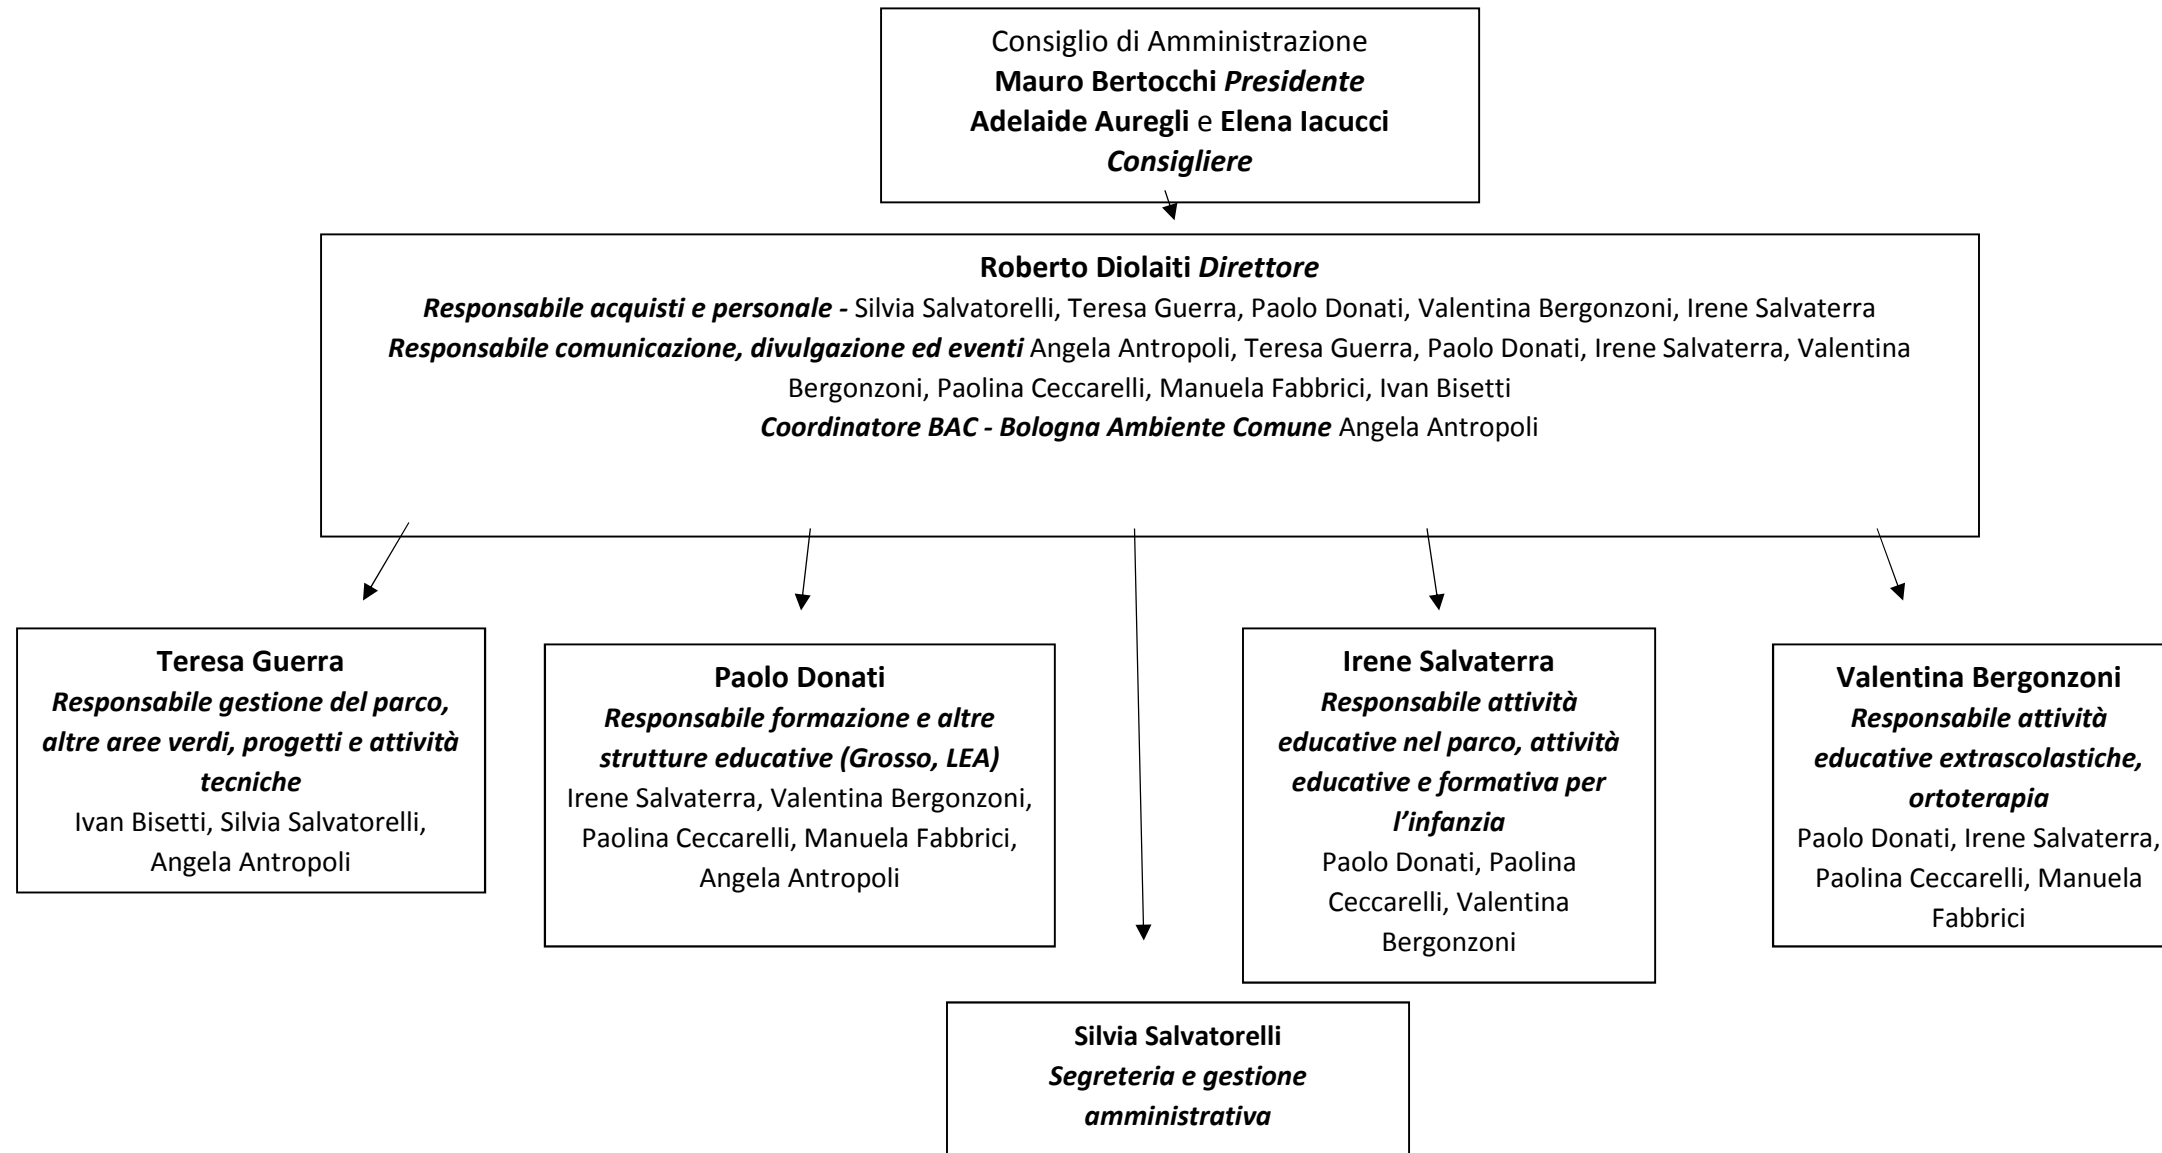 Consiglio di Amministrazione
Mauro Bertocchi Presidente
Adelaide Auregli e Elena Iacucci
Consigliere
Roberto Diolaiti Direttore
Responsabile acquisti e personale - Silvia Salvatorelli, Teresa Guerra, Paolo Donati, Valentina Bergonzoni, Irene Salvaterra
Responsabile comunicazione, divulgazione ed eventi Angela Antropoli, Teresa Guerra, Paolo Donati, Irene Salvaterra, Valentina
Bergonzoni, Paolina Ceccarelli, Manuela Fabbrici, Ivan Bisetti
Coordinatore BAC - Bologna Ambiente Comune Angela Antropoli
Teresa Guerra
Responsabile gestione del parco,
altre aree verdi, progetti e attività
tecniche
Ivan Bisetti, Silvia Salvatorelli,
Angela Antropoli
Paolo Donati
Responsabile formazione e altre
strutture educative (Grosso, LEA)
Irene Salvaterra, Valentina Bergonzoni,
Paolina Ceccarelli, Manuela Fabbrici,
Angela Antropoli
Irene Salvaterra
Responsabile attività
educative nel parco, attività
educative e formativa per
l’infanzia
Paolo Donati, Paolina
Ceccarelli, Valentina
Bergonzoni
Valentina Bergonzoni
Responsabile attività
educative extrascolastiche,
ortoterapia
Paolo Donati, Irene Salvaterra,
Paolina Ceccarelli, Manuela
Fabbrici
Silvia Salvatorelli
Segreteria e gestione
amministrativa